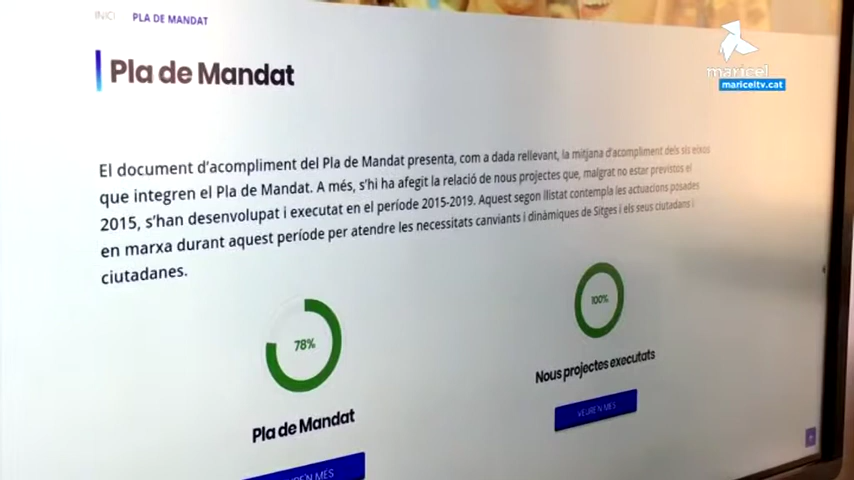 INICI PLA DE MANDAT
Pla de Mandat
maricel
mariceltv.cat
El document d'acompliment del Pla de Mandat presenta, com a dada rellevant, la mitjana d'acompliment dels sis eixos
que integren el Pla de Mandat. A més, s'hi ha afegit la relació de nous projectes que, malgrat no estar previstos el
2015, s'han desenvolupat i executat en el període 2015-2019. Aquest segon llistat contempla les actuacions posades
en marxa durant aquest període per atendre les necessitats canviants i dinàmiques de Sitges i els seus ciutadans i
ciutadanes.
78%
100%
Pla de Mandat
Nous projectes executats
VEURE'N MÉS
VEURE'N MÉS